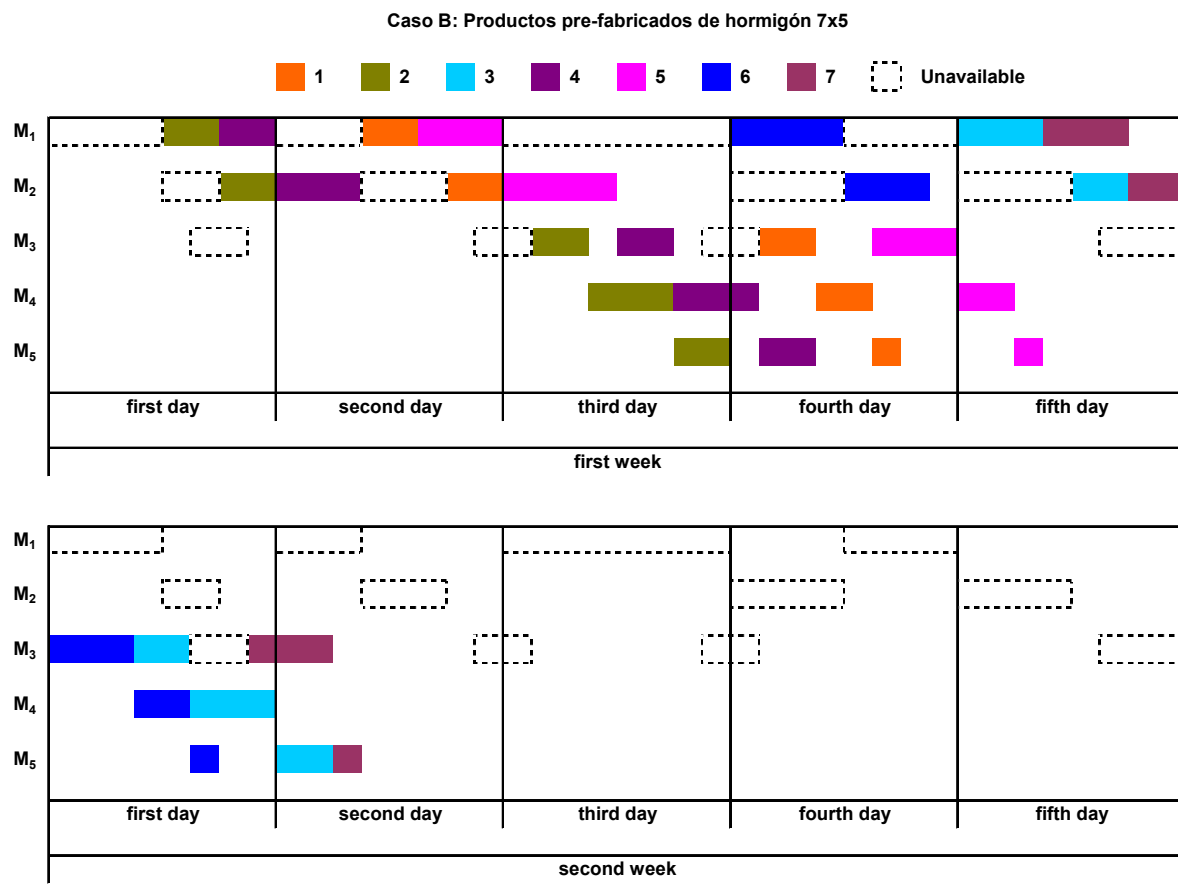 Caso B: Productos pre-fabricados de hormigón 7x5
1 2 3 4 5 6 7 Unavailable
M₁
M₂
M₃
M₄
M₅
first day second day third day fourth day fifth day
first week
M₁
M₂
M₃
M₄
M₅
first day second day third day fourth day fifth day
second week